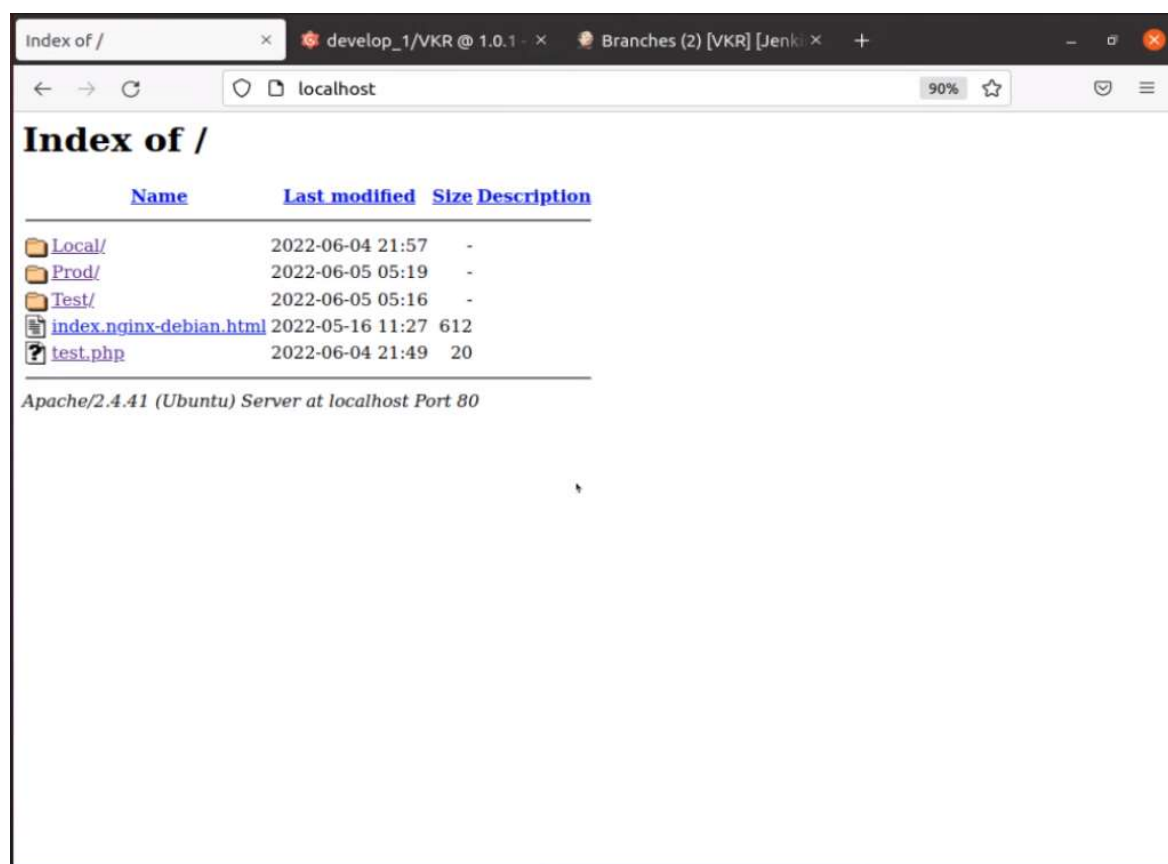 Index of /
develop_1/VKR @ 1.0.1 -
Branches (2) [VKR] [Jenki
localhost
90%
Index of /
Name Last modified Size Description
Local/ 2022-06-04 21:57 -
Prod/ 2022-06-05 05:19 -
Test/ 2022-06-05 05:16 -
index.nginx-debian.html 2022-05-16 11:27 612
test.php 2022-06-04 21:49 20
Apache/2.4.41 (Ubuntu) Server at localhost Port 80